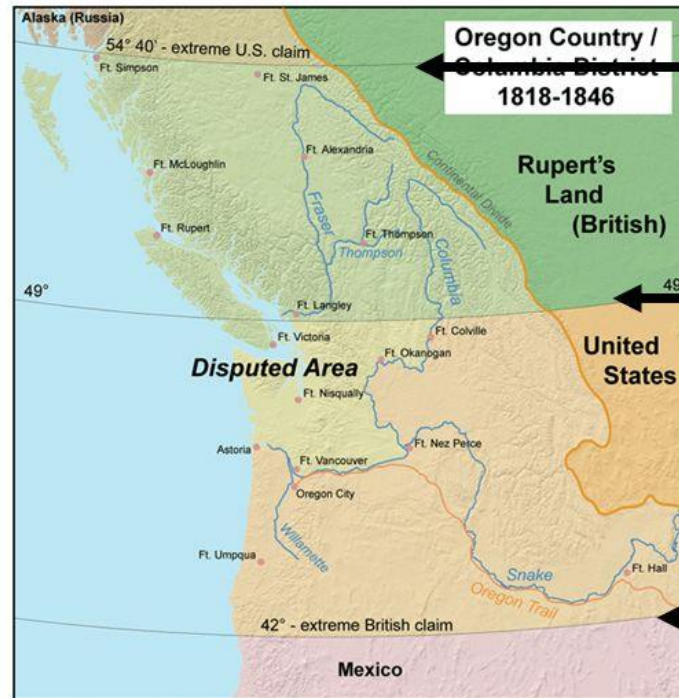 Alaska (Russia)
54° 40' - extreme U.S. claim
Oregon Country /
Columbia District
1818-1846
Ft. Simpson
Ft. St. James
Ft. Alexandria
Continental Divide
Rupert's
Land
(British)
Ft. McLoughlin
Fraser
Ft. Rupert
Ft. Thompson
Thompson
Columbia
49°
49
Ft. Langley
Ft. Victoria
Ft. Colville
United
States
Ft. Okanogan
Disputed Area
Ft. Nisqually
Astoria
Ft. Nez Perce
Ft. Vancouver
Oregon City
Willamette
Ft. Umpqua
Snake
Ft. Hall
Oregon Trail
42° - extreme British claim
Mexico